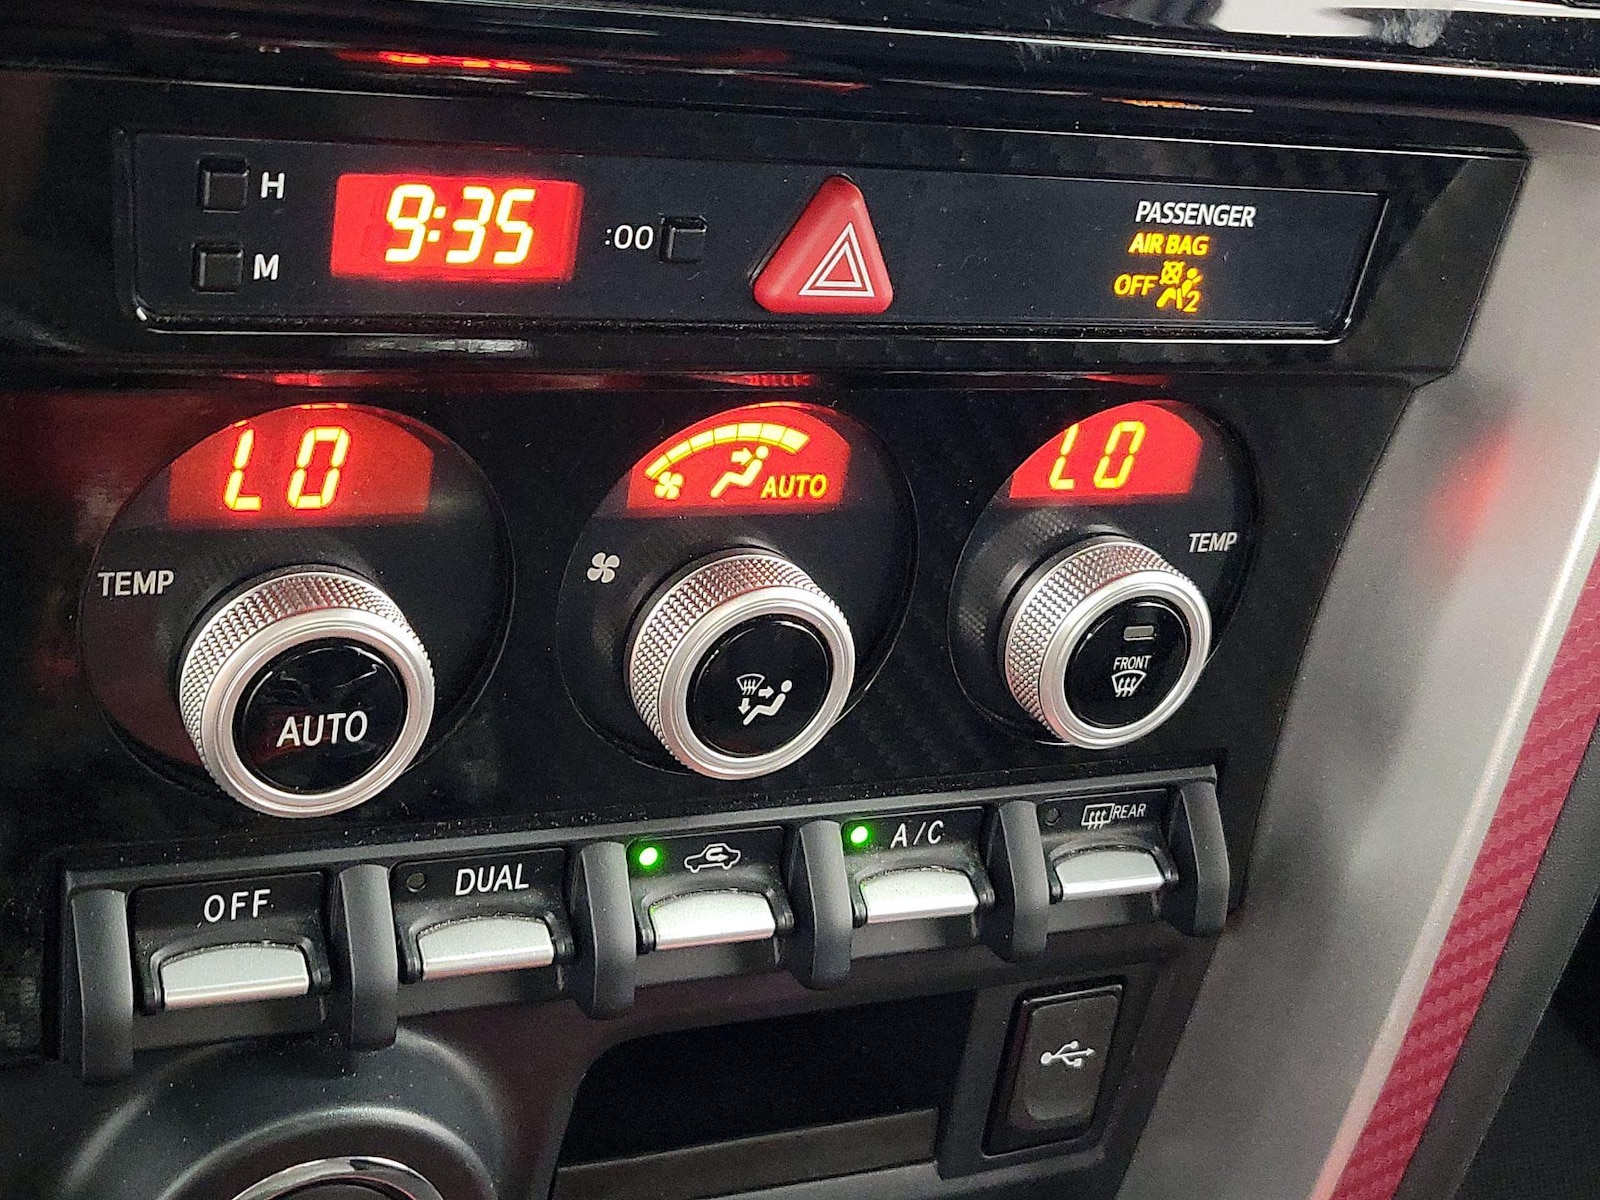 H
9:35
:00
M
PASSENGER
AIR BAG
OFF 2
LO
AUTO
LO
TEMP
TEMP
AUTO
FRONT
OFF
DUAL
A/C
REAR